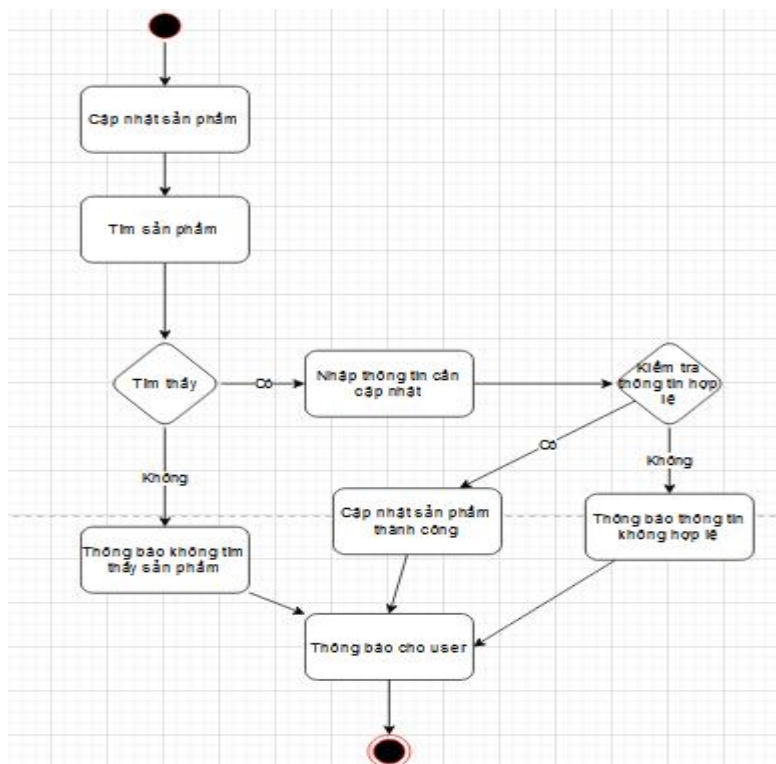 Cập nhật sản phẩm
Tìm sản phẩm
Tìm thấy
Có
Nhập thông tin cần
cập nhật
Kiểm tra
thông tin hợp
lệ
Có
Không
Không
Cập nhật sản phẩm
thành công
Thông báo thông tin
không hợp lệ
Thông báo không tìm
thấy sản phẩm
Thông báo cho user